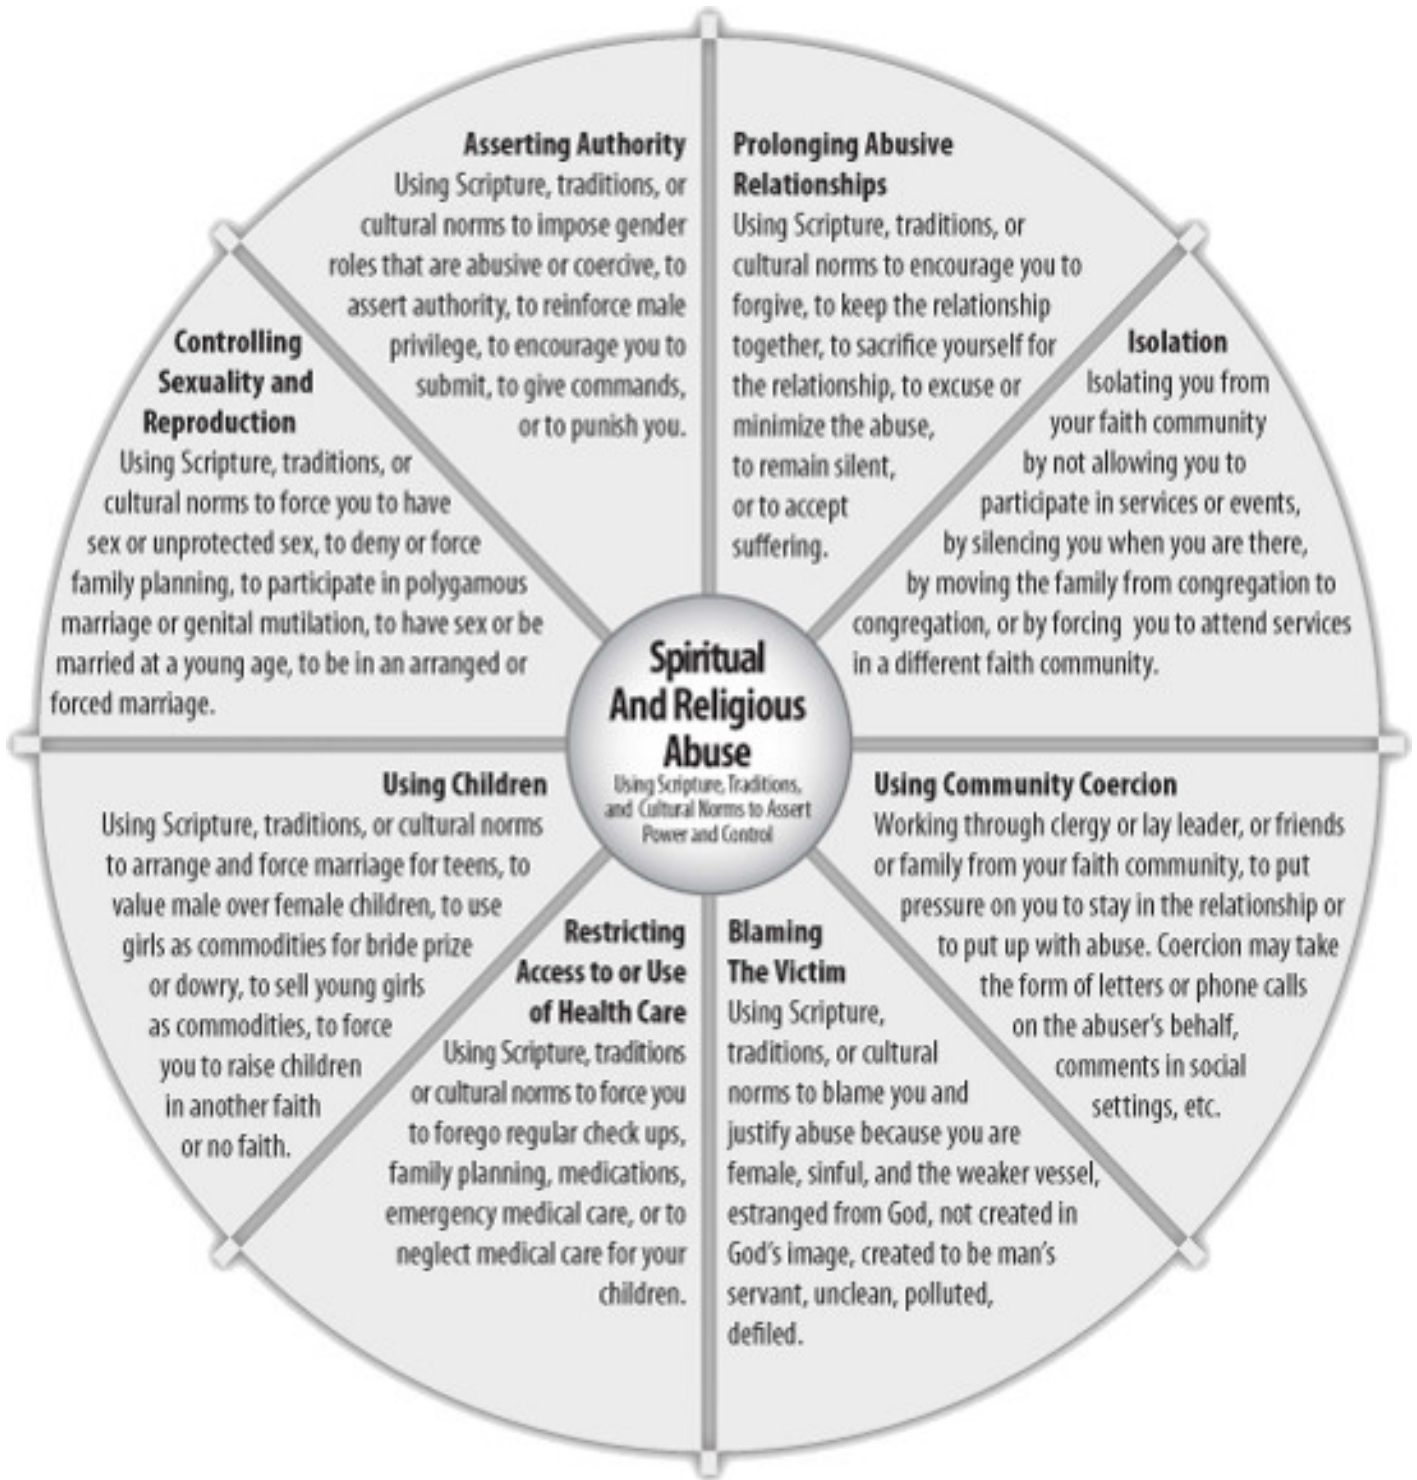 Asserting Authority
Using Scripture, traditions, or
cultural norms to impose gender
roles that are abusive or coercive, to
assert authority, to reinforce male
privilege, to encourage you to
submit, to give commands,
or to punish you.
Prolonging Abusive
Relationships
Using Scripture, traditions, or
cultural norms to encourage you to
forgive, to keep the relationship
together, to sacrifice yourself for
the relationship, to excuse or
minimize the abuse,
to remain silent,
or to accept
suffering.
Isolation
Isolating you from
your faith community
by not allowing you to
participate in services or events,
by silencing you when you are there,
by moving the family from congregation to
congregation, or by forcing you to attend services
in a different faith community.
Using Community Coercion
Working through clergy or lay leader, or friends
or family from your faith community, to put
pressure on you to stay in the relationship or
to put up with abuse. Coercion may take
the form of letters or phone calls
on the abuser's behalf,
comments in social
settings, etc.
Blaming
The Victim
Using Scripture,
traditions, or cultural
norms to blame you and
justify abuse because you are
female, sinful, and the weaker vessel,
estranged from God, not created in
God's image, created to be man's
servant, unclean, polluted,
defiled.
Restricting
Access to or Use
of Health Care
Using Scripture, traditions
or cultural norms to force you
to forego regular check ups,
family planning, medications,
emergency medical care, or to
neglect medical care for your
children.
Using Children
Using Scripture, traditions, or cultural norms
to arrange and force marriage for teens, to
value male over female children, to use
girls as commodities for bride prize
or dowry, to sell young girls
as commodities, to force
you to raise children
in another faith
or no faith.
Controlling
Sexuality and
Reproduction
Using Scripture, traditions, or
cultural norms to force you to have
sex or unprotected sex, to deny or force
family planning, to participate in polygamous
marriage or genital mutilation, to have sex or be
married at a young age, to be in an arranged or
forced marriage.
Spiritual
And Religious
Abuse
Using Scripture, Traditions,
and Cultural Norms to Assert
Power and Control